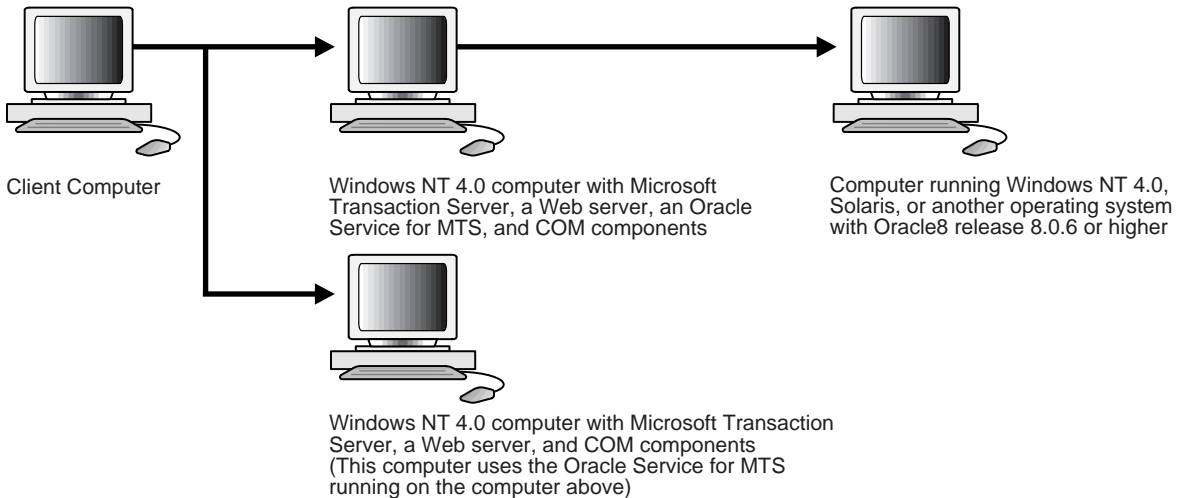 Client Computer
Windows NT 4.0 computer with Microsoft
Transaction Server, a Web server, an Oracle
Service for MTS, and COM components
Computer running Windows NT 4.0,
Solaris, or another operating system
with Oracle8 release 8.0.6 or higher
Windows NT 4.0 computer with Microsoft Transaction
Server, a Web server, and COM components
(This computer uses the Oracle Service for MTS
running on the computer above)